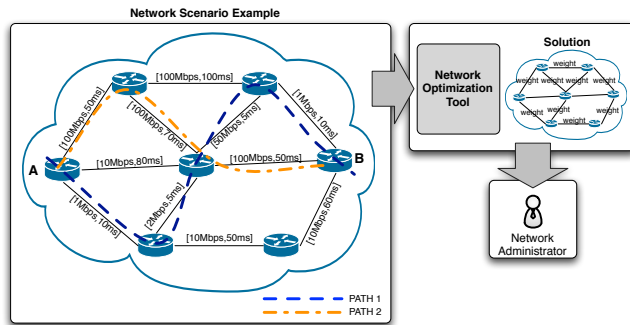 Network Scenario Example
[100Mbps,100ms]
[100Mbps,50ms]
[100Mbps,70ms]
[50Mbps,5ms]
[1Mbps,10ms]
A
[10Mbps,80ms]
[100Mbps,50ms]
B
[1Mbps,10ms]
[2Mbps,5ms]
[10Mbps,50ms]
[10Mbps,60ms]
PATH 1
PATH 2
Network
Optimization
Tool
Solution
weight
weight
weight
weight
weight
weight
weight
weight
Network
Administrator